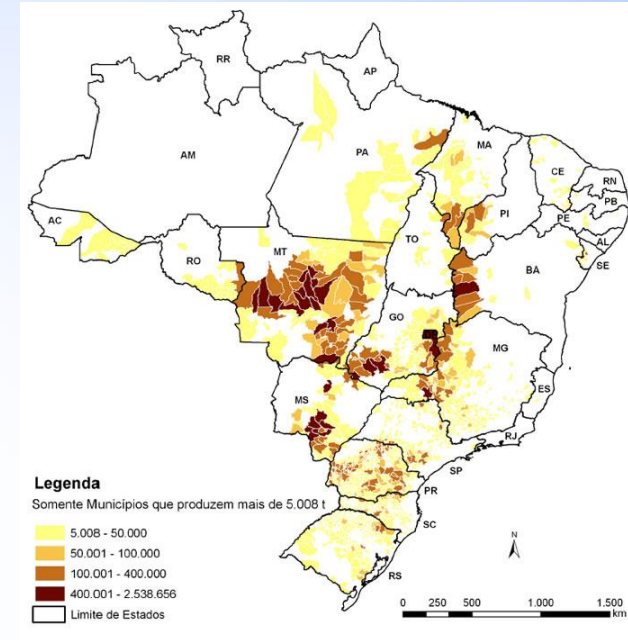 RR
AP
AM
PA
MA
CE
RN
PB
PE
AL
SE
PI
AC
TO
RO
MT
BA
GO
MG
ES
MS
RJ
SP
PR
SC
RS
Legenda
Somente Municípios que produzem mais de 5.008 t
5.008 - 50.000
50.001 - 100.000
100.001 - 400.000
400.001 - 2.538.656
Limite de Estados
N
0 250 500 1.000 1.500
km